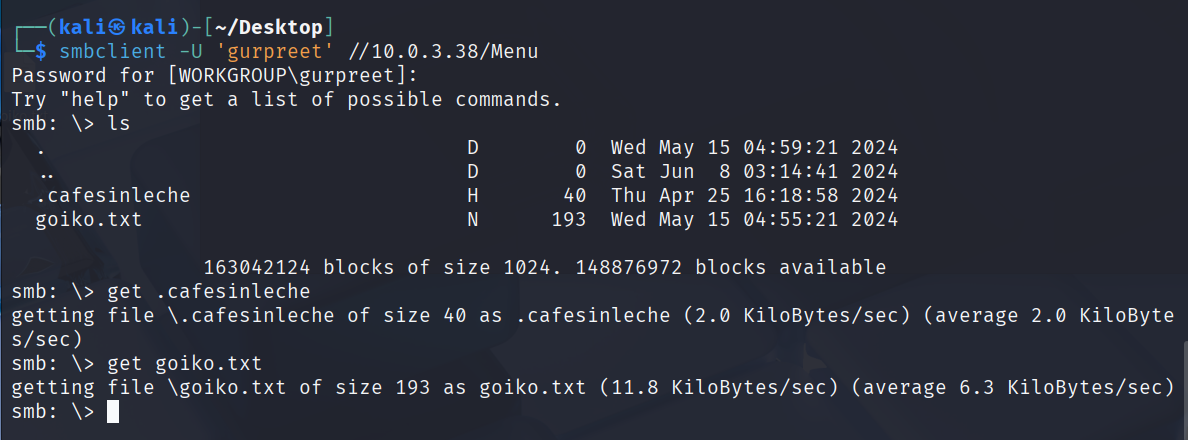 ┌──(kali㉿kali)-[~/Desktop]
└─$ smbclient -U 'gurpreet' //10.0.3.38/Menu
Password for [WORKGROUP\gurpreet]:
Try "help" to get a list of possible commands.
smb: \> ls
  .                                   D        0  Wed May 15 04:59:21 2024
  ..                                  D        0  Sat Jun  8 03:14:41 2024
  .cafesinleche                       H       40  Thu Apr 25 16:18:58 2024
  goiko.txt                           N      193  Wed May 15 04:55:21 2024
                163042124 blocks of size 1024. 148876972 blocks available
smb: \> get .cafesinleche
getting file \.cafesinleche of size 40 as .cafesinleche (2.0 KiloBytes/sec) (average 2.0 KiloByte
s/sec)
smb: \> get goiko.txt
getting file \goiko.txt of size 193 as goiko.txt (11.8 KiloBytes/sec) (average 6.3 KiloBytes/sec)
smb: \>